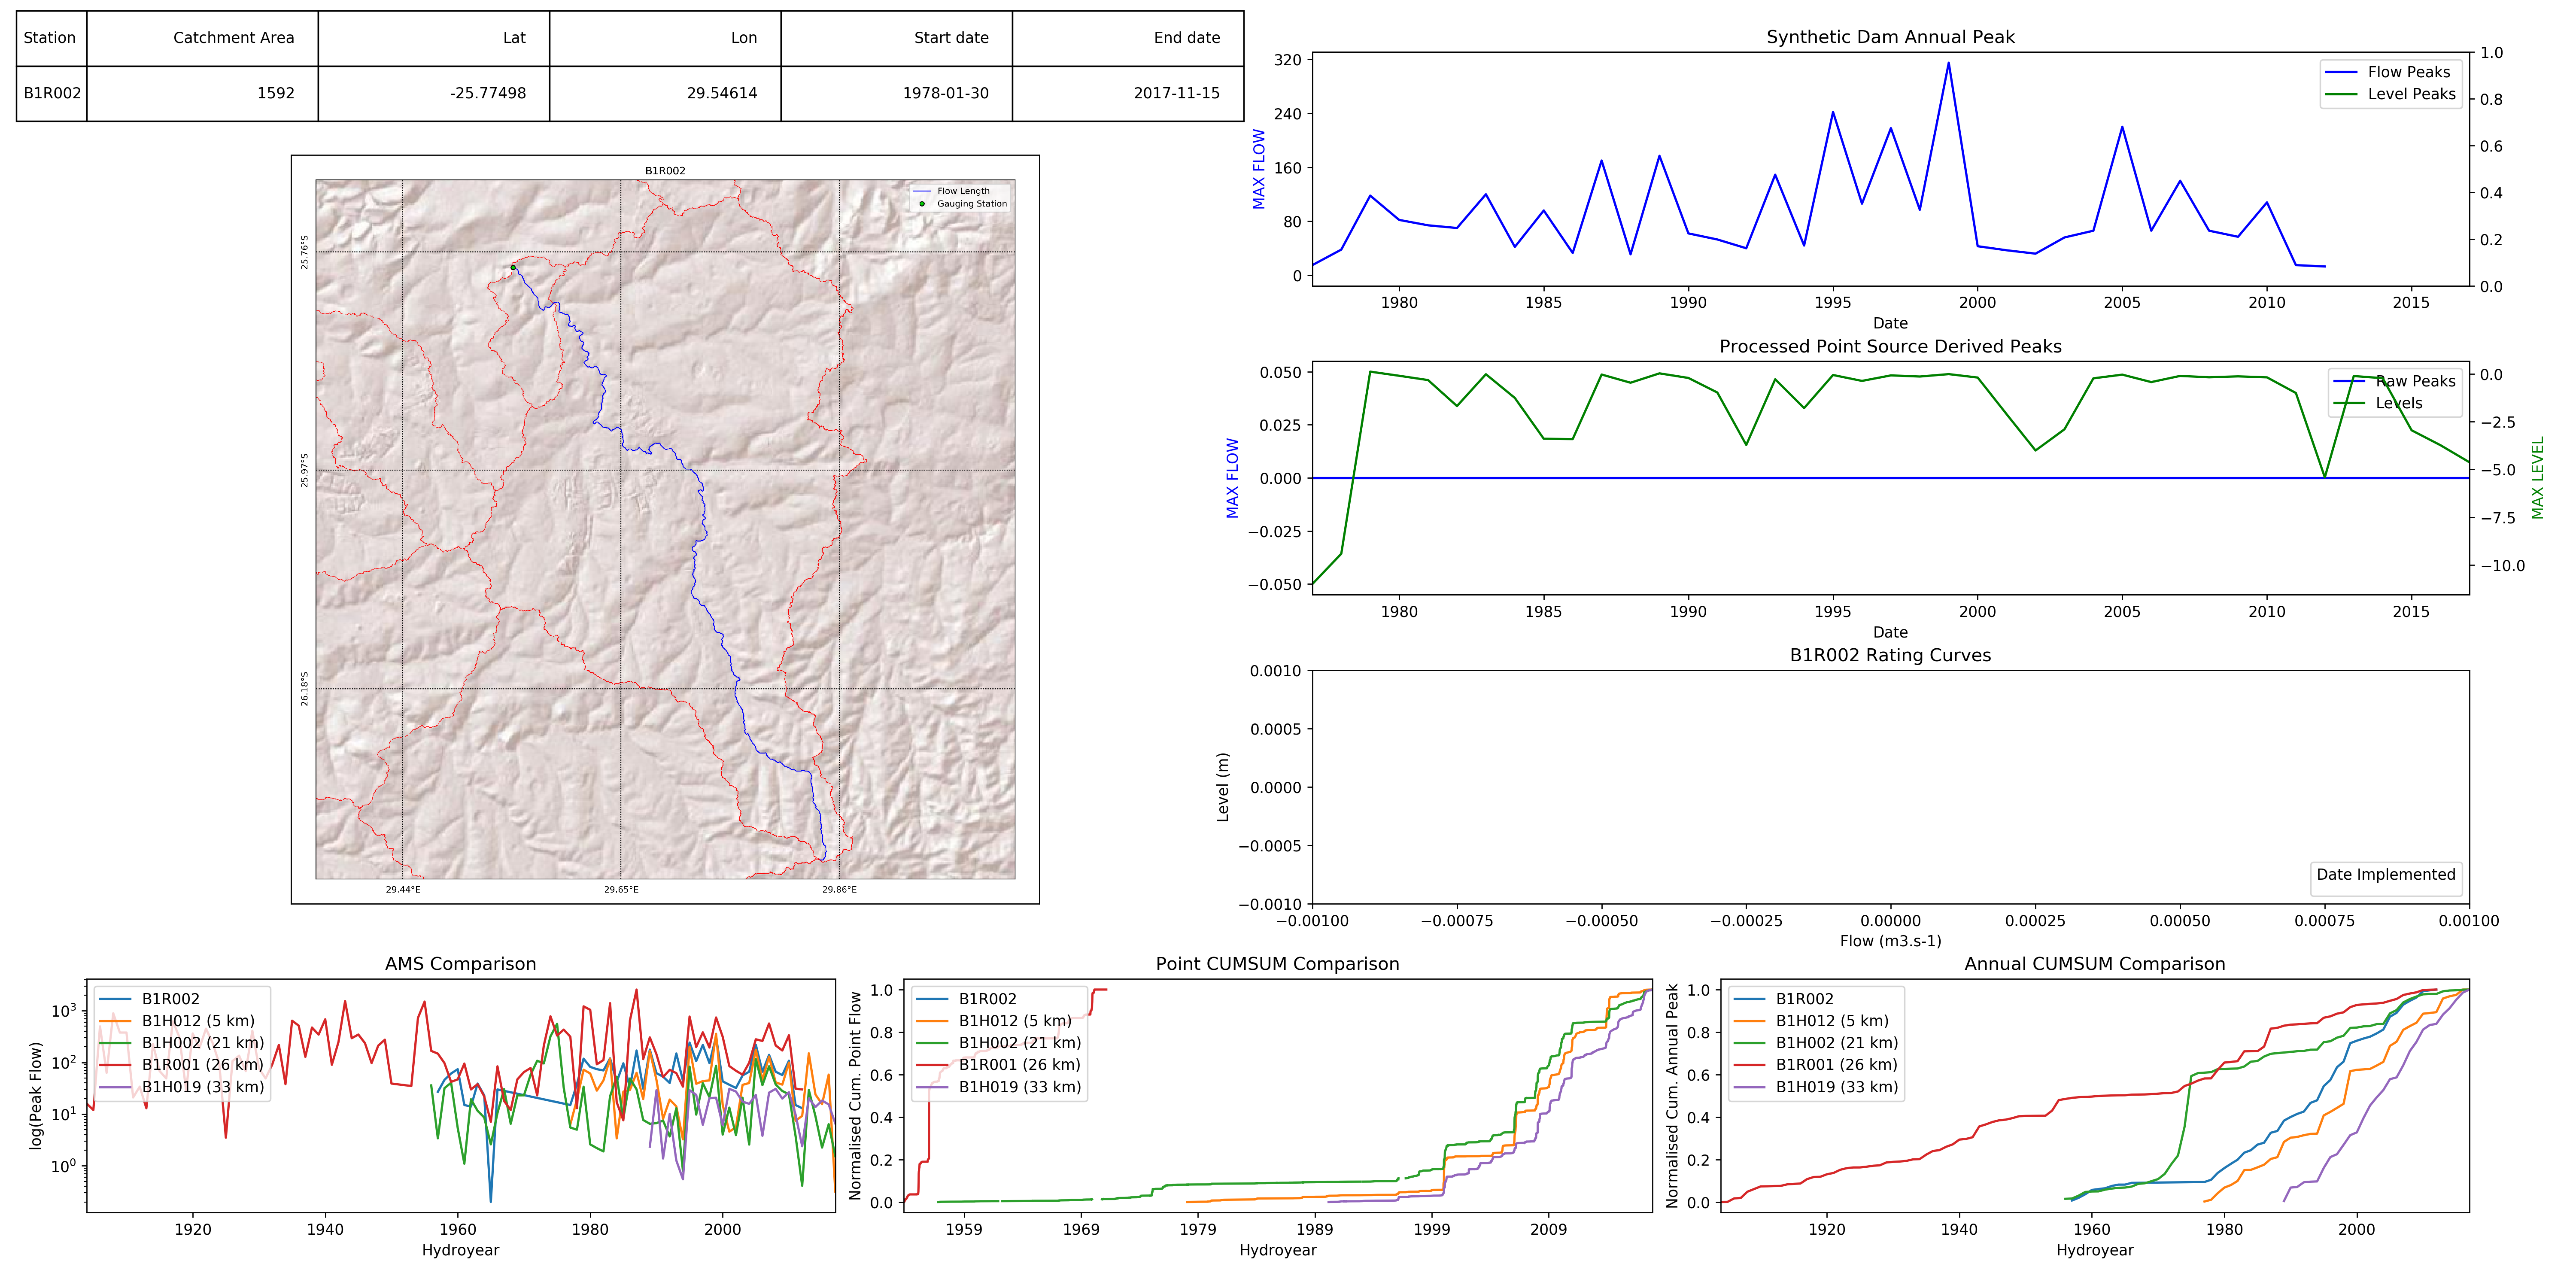 Station Catchment Area Lat Lon Start date End date
B1R002 1592 -25.77498 29.54614 1978-01-30 2017-11-15
B1R002
Flow Length
Gauging Station
25.76°S
25.97°S
26.18°S
29.44°E 29.65°E 29.86°E
Synthetic Dam Annual Peak
Flow Peaks
Level Peaks
MAX FLOW
320
240
160
80
0
1.0
0.8
0.6
0.4
0.2
0.0
1980 1985 1990 1995 2000 2005 2010 2015
Date
Processed Point Source Derived Peaks
Raw Peaks
Levels
MAX FLOW
0.050
0.025
0.000
−0.025
−0.050
0.0
−2.5
−5.0
−7.5
−10.0
MAX LEVEL
1980 1985 1990 1995 2000 2005 2010 2015
Date
B1R002 Rating Curves
Level (m)
0.0010
0.0005
0.0000
−0.0005
−0.0010
Date Implemented
−0.00100 −0.00075 −0.00050 −0.00025 0.00000 0.00025 0.00050 0.00075 0.00100
Flow (m3.s-1)
AMS Comparison
B1R002
B1H012 (5 km)
B1H002 (21 km)
B1R001 (26 km)
B1H019 (33 km)
log(Peak Flow)
10³
10²
10¹
10⁰
1920 1940 1960 1980 2000
Hydroyear
Point CUMSUM Comparison
B1R002
B1H012 (5 km)
B1H002 (21 km)
B1R001 (26 km)
B1H019 (33 km)
Normalised Cum. Point Flow
1.0
0.8
0.6
0.4
0.2
0.0
1959 1969 1979 1989 1999 2009
Hydroyear
Annual CUMSUM Comparison
B1R002
B1H012 (5 km)
B1H002 (21 km)
B1R001 (26 km)
B1H019 (33 km)
Normalised Cum. Annual Peak
1.0
0.8
0.6
0.4
0.2
0.0
1920 1940 1960 1980 2000
Hydroyear